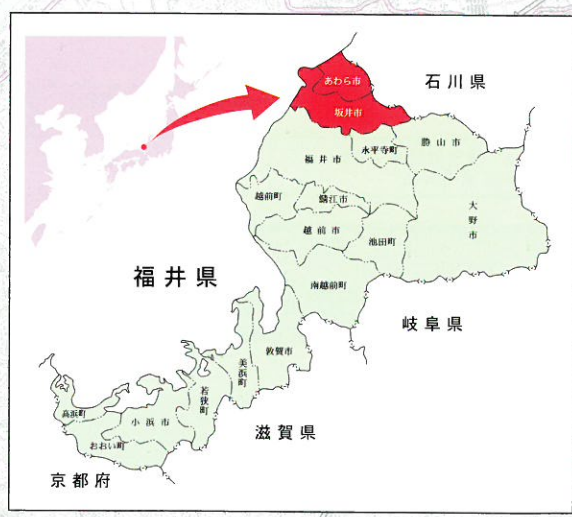 石川県
あわら市
坂井市
永平寺町
勝山市
福井市
越前町
鯖江市
大野市
越前市
池田町
福井県
南越前町
岐阜県
敦賀市
美浜町
若狭町
高浜町
小浜市
おおい町
滋賀県
京都府